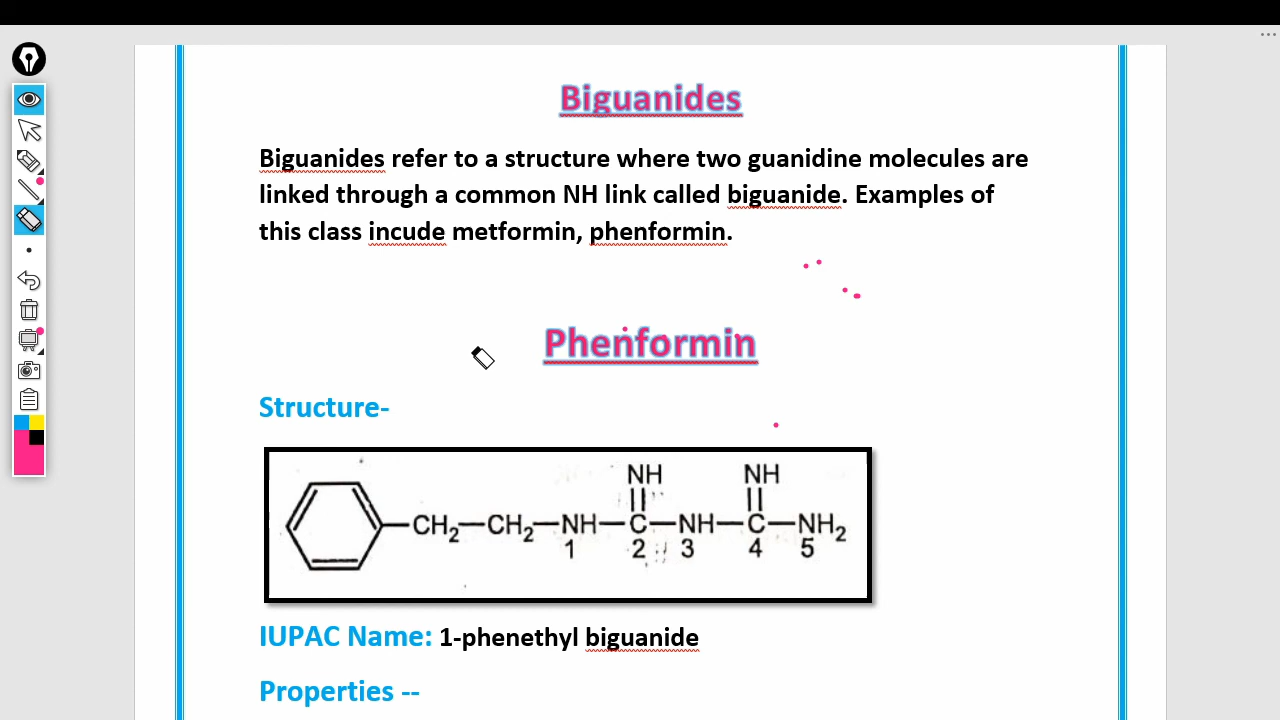 Biguanides
Biguanides refer to a structure where two guanidine molecules are
linked through a common NH link called biguanide. Examples of
this class incude metformin, phenformin.
Phenformin
Structure-
NH NH
CH₂—CH₂—NH—C—NH—C—NH₂
1 2 3 4 5
IUPAC Name: 1-phenethyl biguanide
Properties --